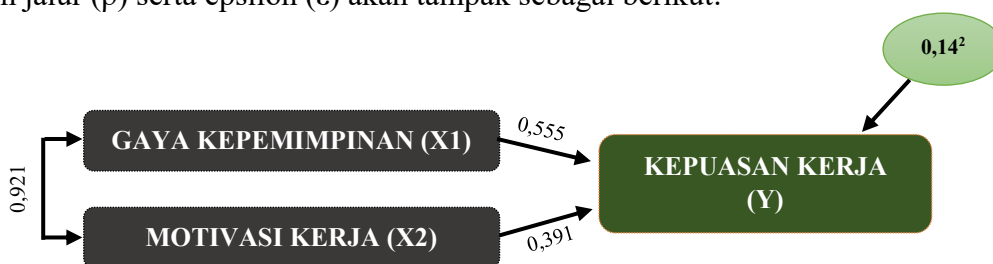 jalur (ρ) serta epsilon (ε) akan tampak sebagai berikut:
0,14²
GAYA KEPEMIMPINAN (X1)
0,555
KEPUASAN KERJA
(Y)
0,921
MOTIVASI KERJA (X2)
0,391